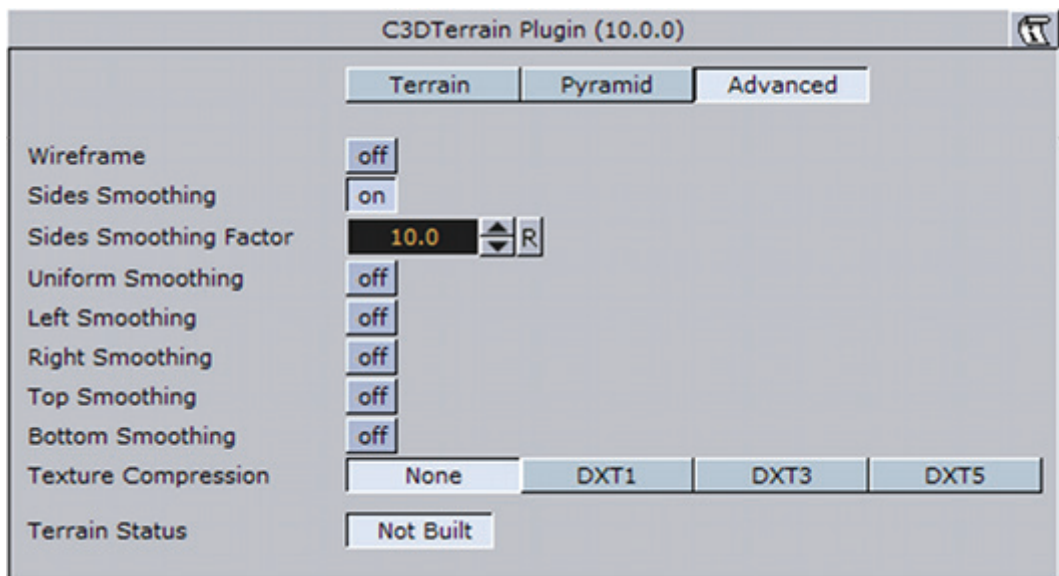 C3DTerrain Plugin (10.0.0)
Terrain Pyramid Advanced
Wireframe off
Sides Smoothing on
Sides Smoothing Factor 10.0 R
Uniform Smoothing off
Left Smoothing off
Right Smoothing off
Top Smoothing off
Bottom Smoothing off
Texture Compression None DXT1 DXT3 DXT5
Terrain Status Not Built